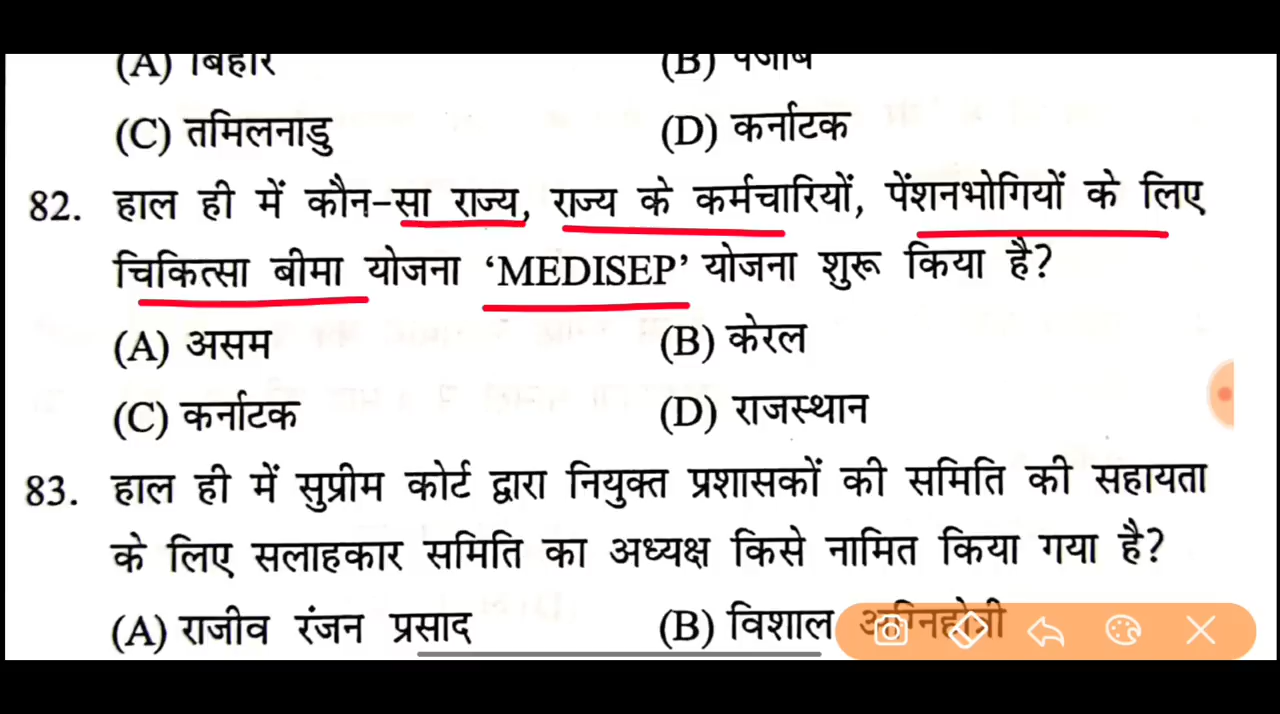 (A) बिहार (B) पंजाब
(C) तमिलनाडु (D) कर्नाटक
82. हाल ही में कौन-सा राज्य, राज्य के कर्मचारियों, पेंशनभोगियों के लिए
चिकित्सा बीमा योजना ‘MEDISEP’ योजना शुरू किया है?
(A) असम (B) केरल
(C) कर्नाटक (D) राजस्थान
83. हाल ही में सुप्रीम कोर्ट द्वारा नियुक्त प्रशासकों की समिति की सहायता
के लिए सलाहकार समिति का अध्यक्ष किसे नामित किया गया है?
(A) राजीव रंजन प्रसाद (B) विशाल अग्निहोत्री